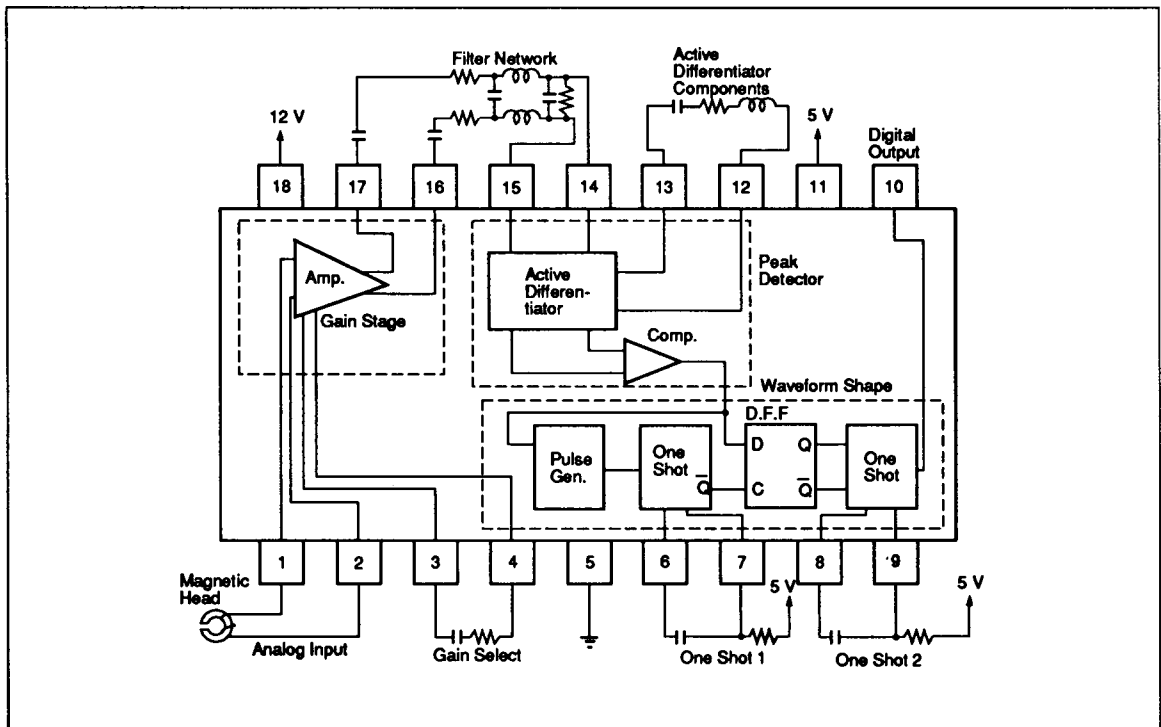 Filter Network
Active
Differentiator
Components
12 V
5 V
Digital
Output
18
17
16
15
14
13
12
11
10
Amp.
Gain Stage
Active
Differen-
tiator
Peak
Detector
Comp.
Waveform Shape
D.F.F
Pulse
Gen.
One
Shot
Q̅
D
Q
C
Q̅
One
Shot
1
2
3
4
5
6
7
8
9
Magnetic
Head
Analog Input
Gain Select
5 V
One Shot 1
5 V
One Shot 2